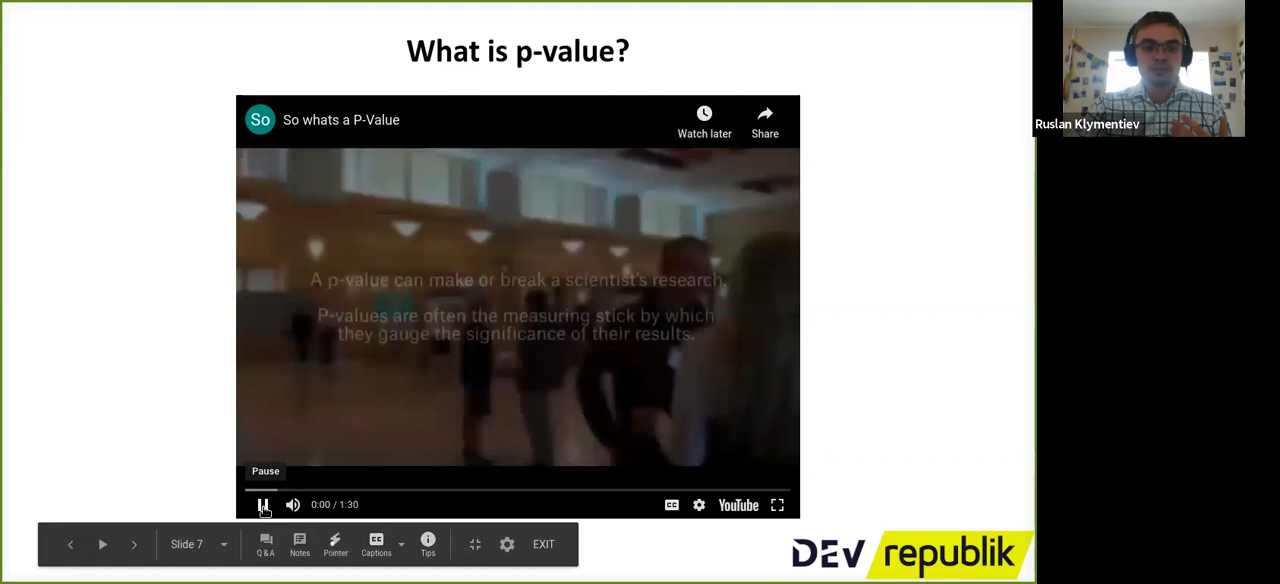 What is p-value?
So
So whats a P-Value
Watch later
Share
Ruslan Klymentiev
A p-value can make or break a scientist's research.
P-values are often the measuring stick by which
they gauge the significance of their results.
Pause
0:00 / 1:30
CC
YouTube
Slide 7
Q & A
Notes
Pointer
CC
Captions
Tips
EXIT
DEV republik